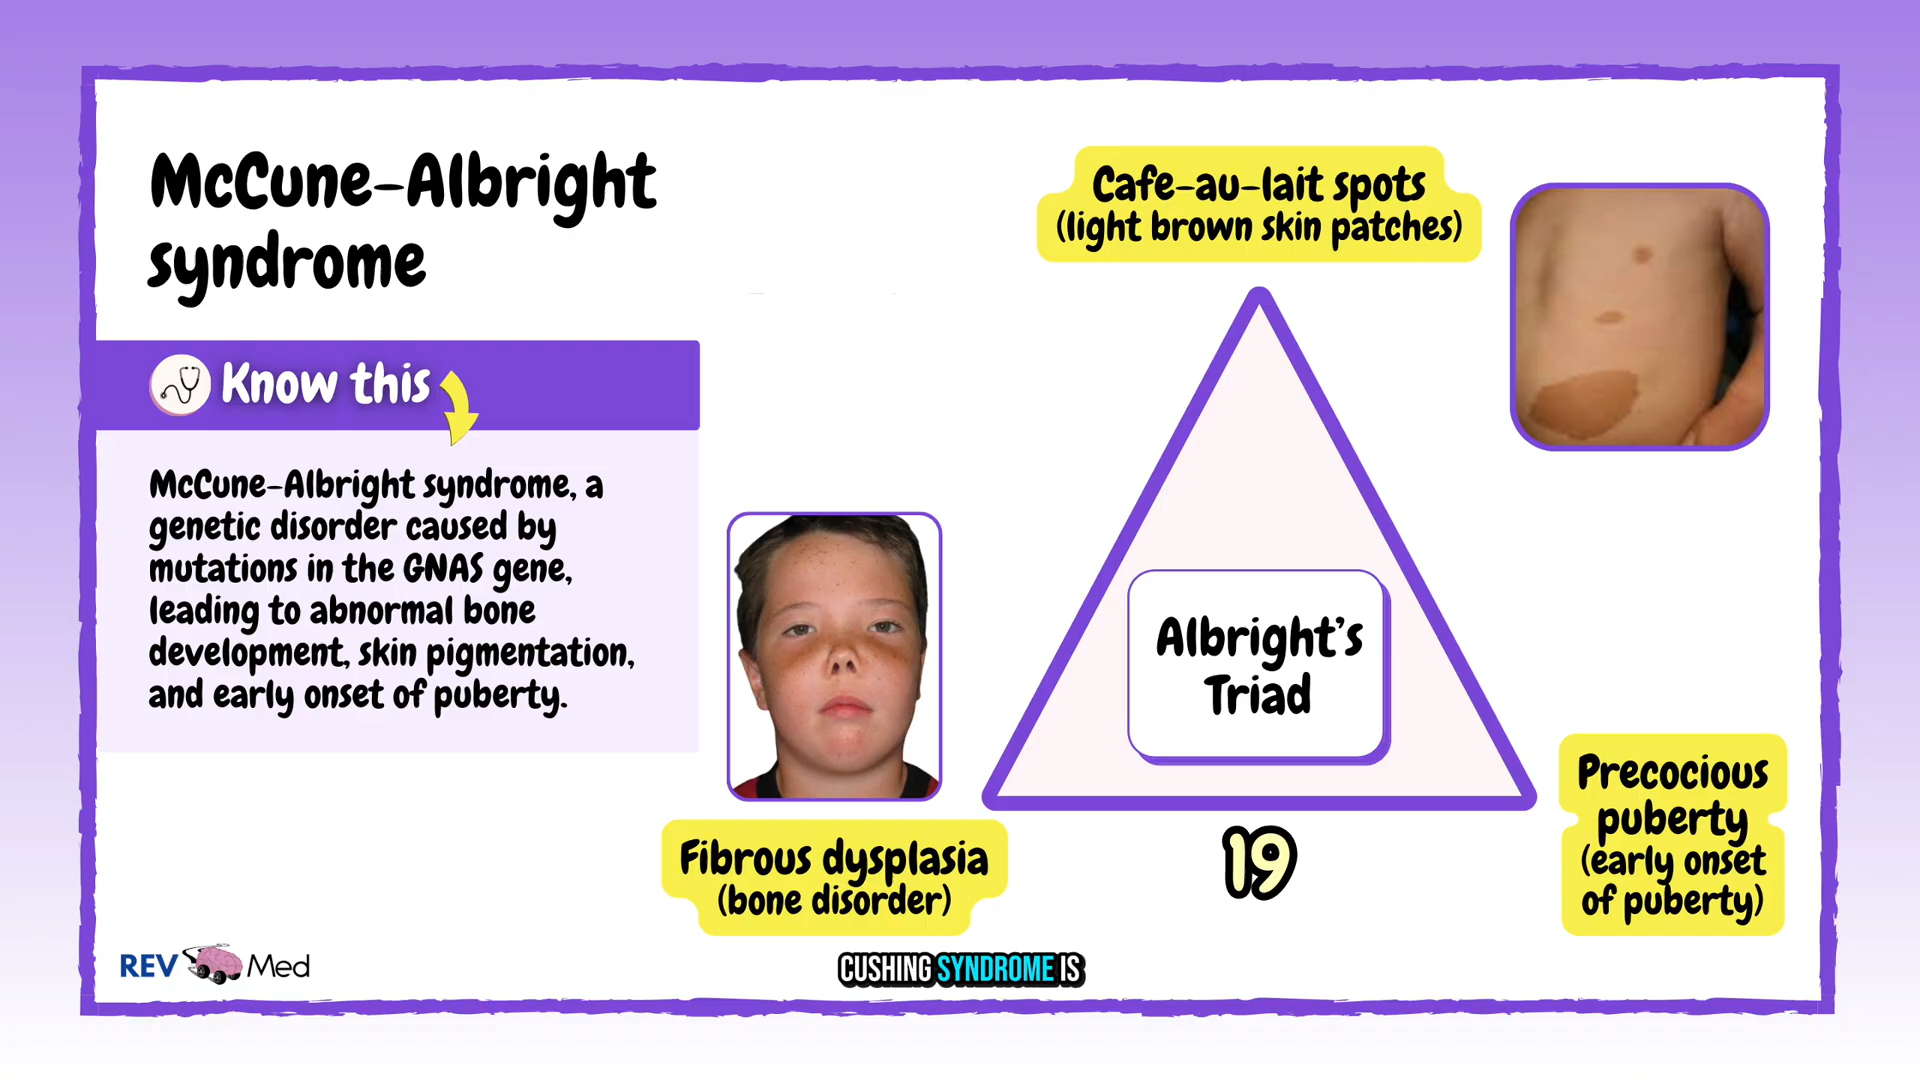 McCune-Albright
syndrome
Know this
McCune-Albright syndrome, a
genetic disorder caused by
mutations in the GNAS gene,
leading to abnormal bone
development, skin pigmentation,
and early onset of puberty.
Cafe-au-lait spots
(light brown skin patches)
Albright's
Triad
Fibrous dysplasia
(bone disorder)
19
Precocious
puberty
(early onset
of puberty)
REV Med
CUSHING SYNDROME IS